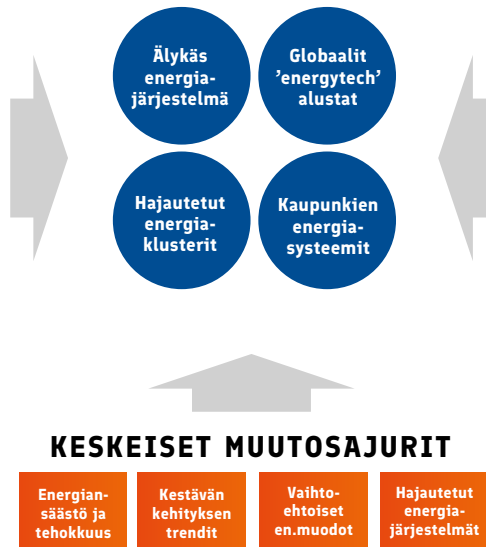 Älykäs
energia-
järjestelmä
Globaalit
’energytech’
alustat
Hajautetut
energia-
klusterit
Kaupunkien
energia-
systeemit
KESKEISET MUUTOSAJURIT
Energian-
säästö ja
tehokkuus
Kestävän
kehityksen
trendit
Vaihto-
ehtoiset
en.muodot
Hajautetut
energia-
järjestelmät